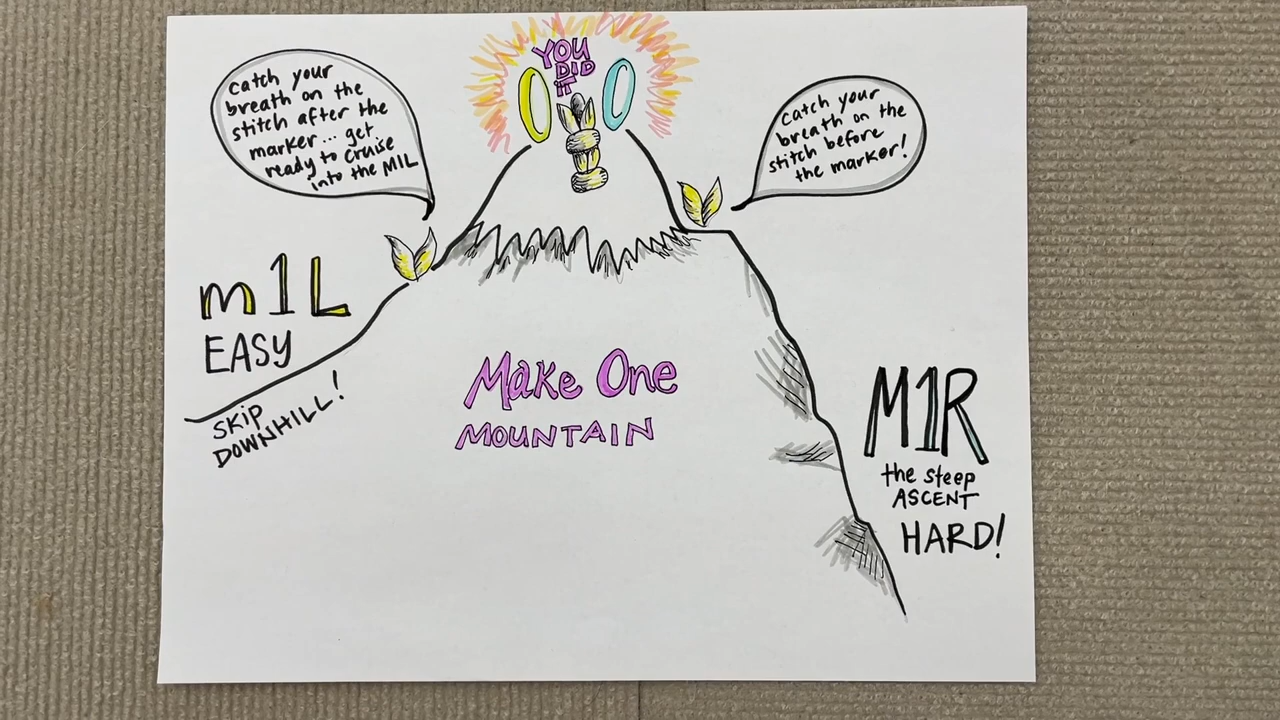 YOU
DID
iT
Catch your
breath on the
stitch after the
marker... get
ready to cruise
into the M1L
Catch your
breath on the
stitch before
the marker!
m1L
EASY
SKIP
DOWNHILL!
Make One
MOUNTAIN
M1R
the steep
ASCENT
HARD!